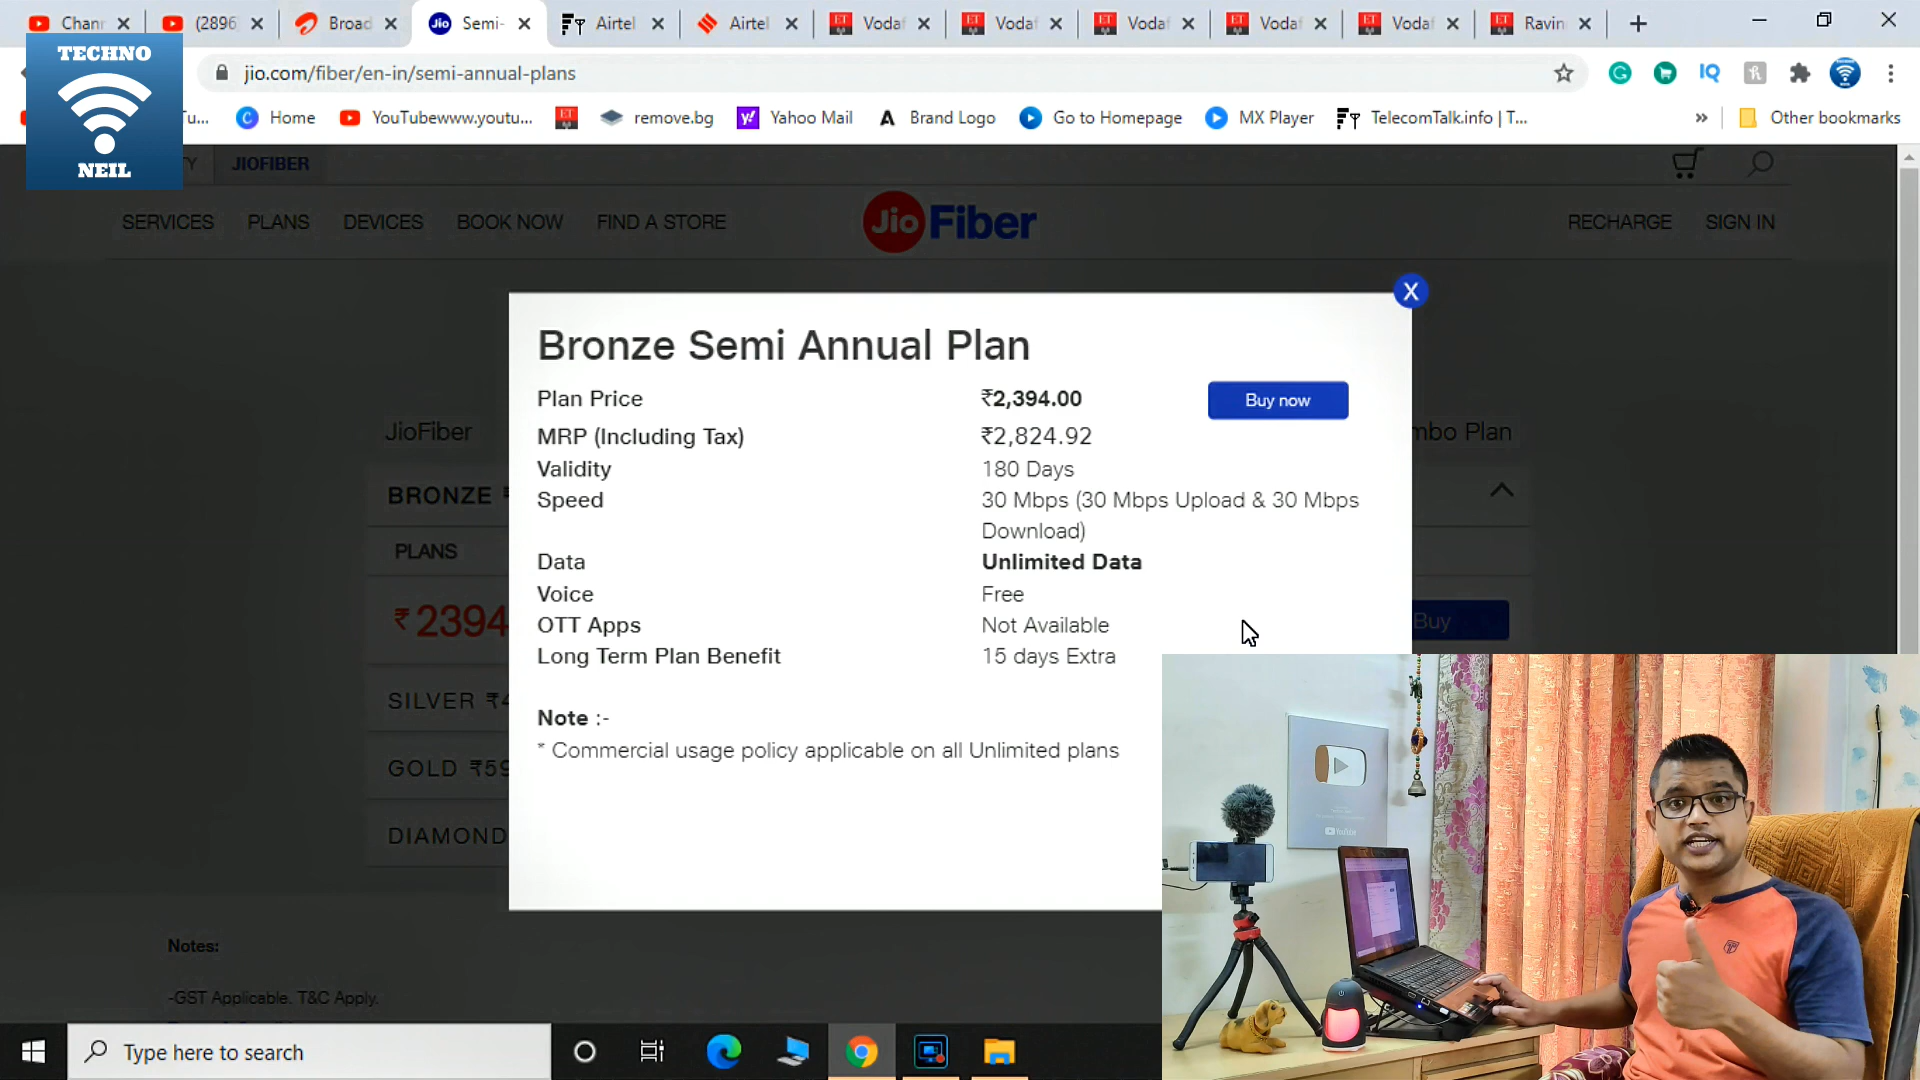 Chann
(2896
Broad
Semi-
Airtel
Airtel
Vodaf
Vodaf
Vodaf
Vodaf
Vodaf
Ravin
TECHNO
NEIL
jio.com/fiber/en-in/semi-annual-plans
Home
YouTubewww.youtu...
ET
remove.bg
Yahoo Mail
Brand Logo
Go to Homepage
MX Player
TelecomTalk.info | T...
Other bookmarks
JIOFIBER
SERVICES
PLANS
DEVICES
BOOK NOW
FIND A STORE
Jio Fiber
RECHARGE
SIGN IN
X
Bronze Semi Annual Plan
Plan Price ₹2,394.00
Buy now
MRP (Including Tax) ₹2,824.92
Validity 180 Days
Speed 30 Mbps (30 Mbps Upload & 30 Mbps
Download)
Data Unlimited Data
Voice Free
OTT Apps Not Available
Long Term Plan Benefit 15 days Extra
Note :-
* Commercial usage policy applicable on all Unlimited plans
JioFiber
mbo Plan
BRONZE
PLANS
₹2394
Buy
SILVER ₹4
GOLD ₹59
DIAMOND
Notes:
-GST Applicable. T&C Apply.
YouTube
Type here to search